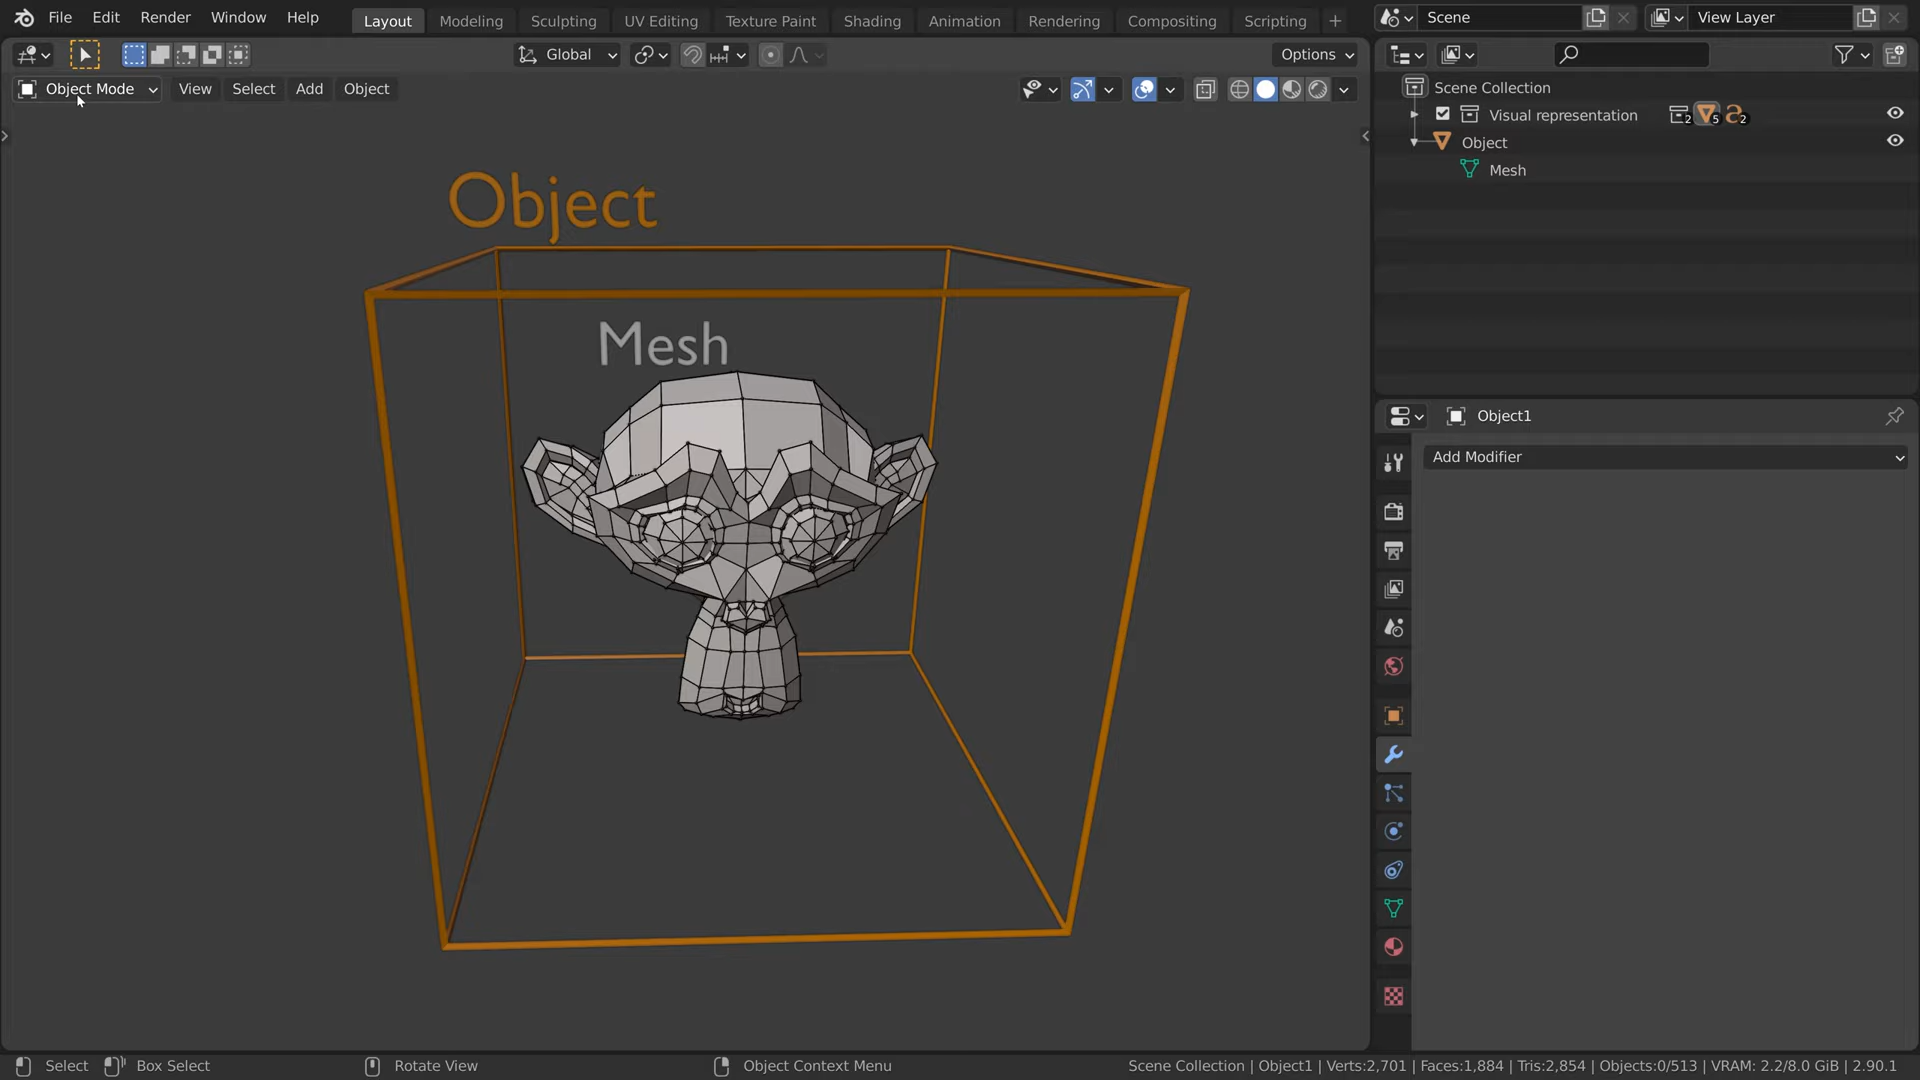 File Edit Render Window Help Layout Modeling Sculpting UV Editing Texture Paint Shading Animation Rendering Compositing Scripting + Scene View Layer
Global Options
Object Mode View Select Add Object
Scene Collection
Visual representation 2 5 2
Object
Mesh
Object
Mesh
Object1
Add Modifier
Select Box Select Rotate View Object Context Menu Scene Collection | Object1 | Verts:2,701 | Faces:1,884 | Tris:2,854 | Objects:0/513 | VRAM: 2.2/8.0 GiB | 2.90.1